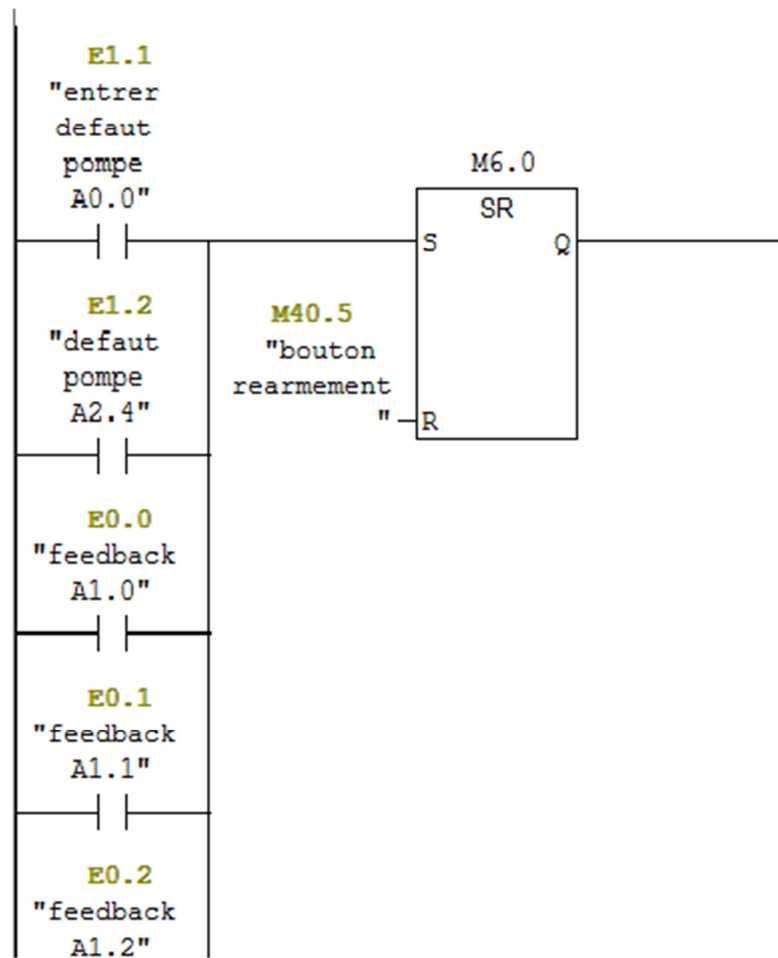 E1.1
"entrer
defaut
pompe
A0.0"
M6.0
SR
S
Q
E1.2
"defaut
pompe
A2.4"
M40.5
"bouton
rearmement
"
R
E0.0
"feedback
A1.0"
E0.1
"feedback
A1.1"
E0.2
"feedback
A1.2"